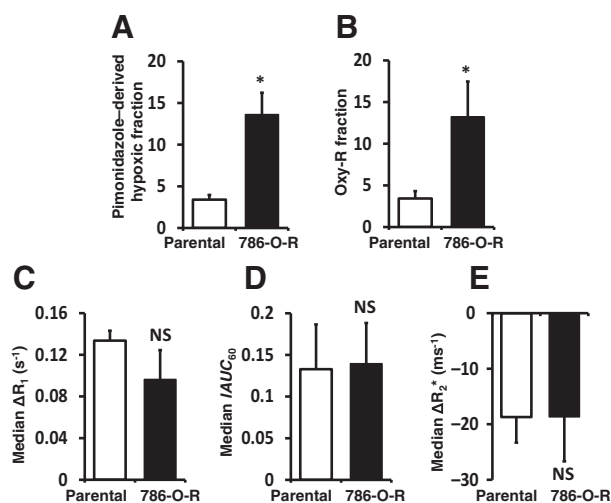 A
Pimonidazole–derived
hypoxic fraction
20
15
10
5
0
*
Parental 786-O-R
B
Oxy-R fraction
20
15
10
5
0
*
Parental 786-O-R
C
Median ΔR₁ (s⁻¹)
0.16
0.12
0.08
0.04
0
NS
Parental 786-O-R
D
Median IAUC₆₀
0.2
0.15
0.1
0.05
0
NS
Parental 786-O-R
E
Median ΔR₂* (ms⁻¹)
0
−10
−20
−30
NS
Parental 786-O-R